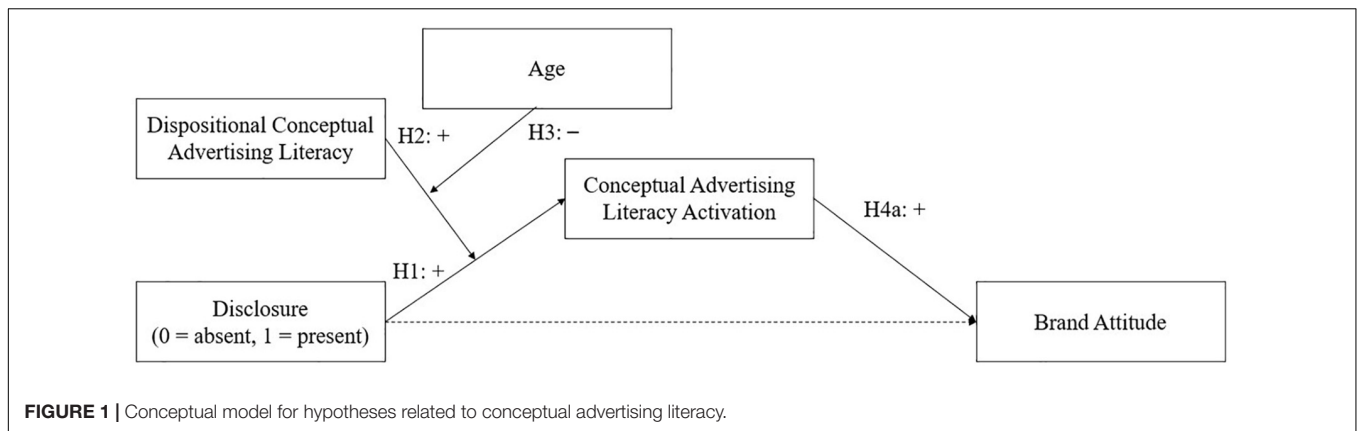 Age
Dispositional Conceptual
Advertising Literacy
H2: +
H3: −
Conceptual Advertising
Literacy Activation
H4a: +
H1: +
Disclosure
(0 = absent, 1 = present)
Brand Attitude
FIGURE 1 | Conceptual model for hypotheses related to conceptual advertising literacy.